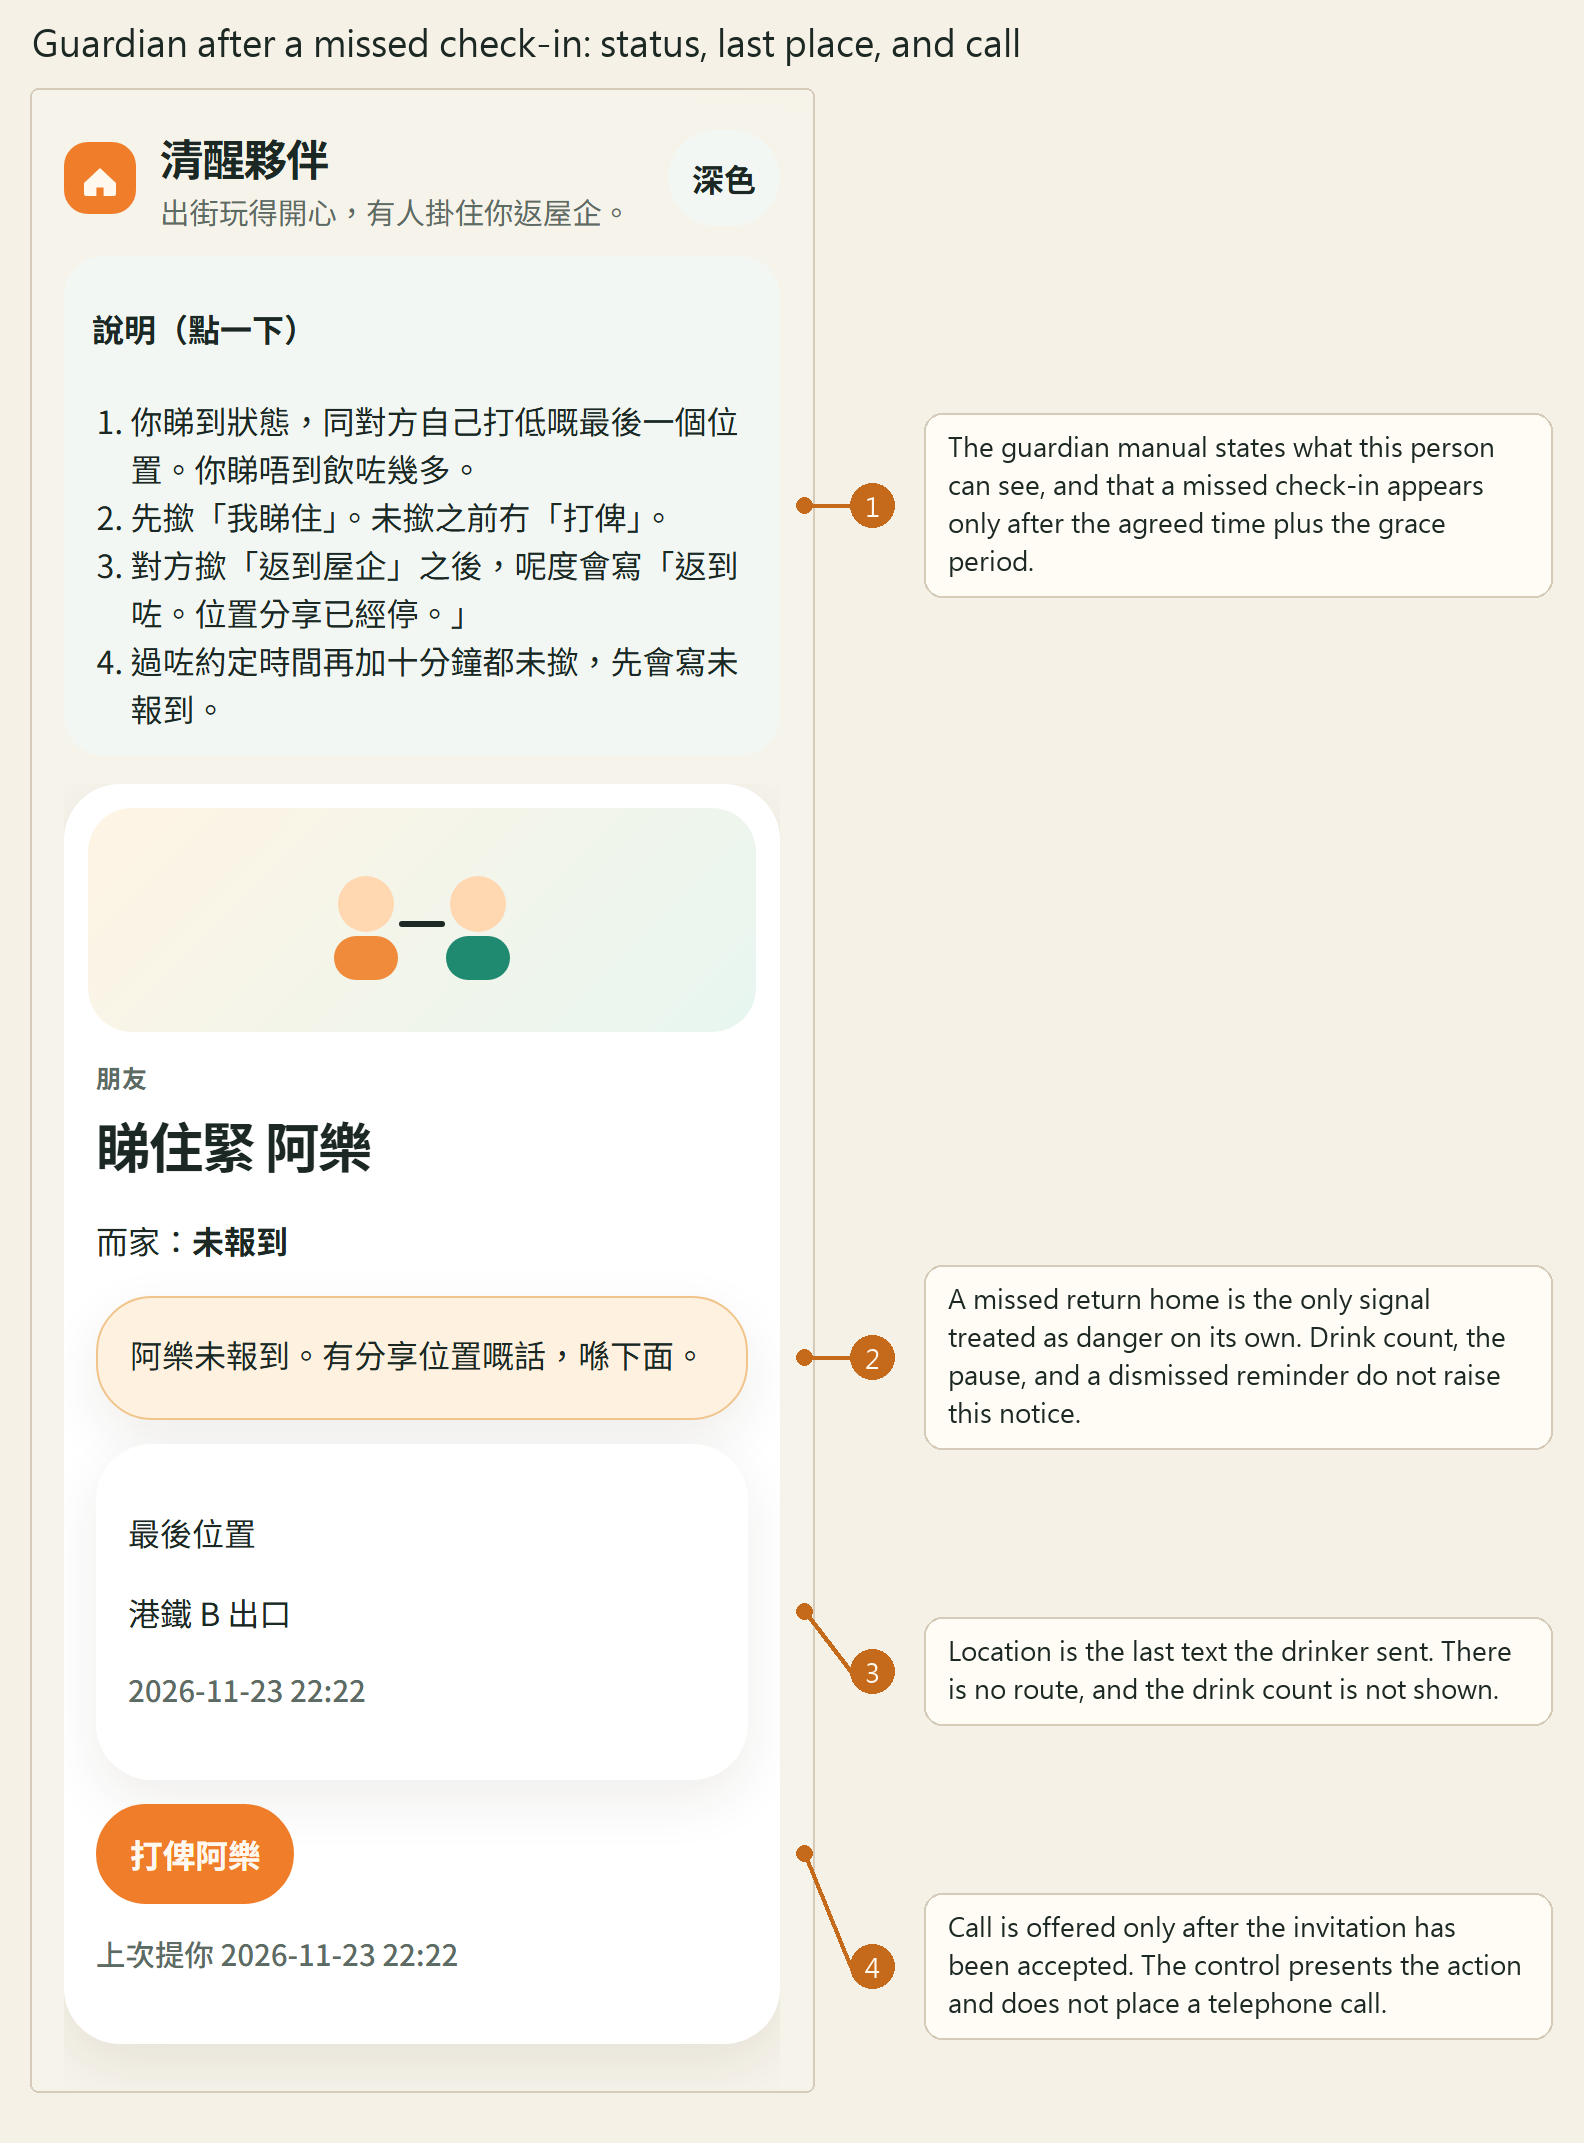 Guardian after a missed check-in: status, last place, and call
清醒夥伴
出街玩得開心，有人掛住你返屋企。
深色
說明（點一下）
1. 你睇到狀態，同對方自己打低嘅最後一個位
置。你睇唔到飲咗幾多。
2. 先撳「我睇住」。未撳之前冇「打俾」。
3. 對方撳「返到屋企」之後，呢度會寫「返到
咗。位置分享已經停。」
4. 過咗約定時間再加十分鐘都未撳，先會寫未
報到。
1
The guardian manual states what this person
can see, and that a missed check-in appears
only after the agreed time plus the grace
period.
朋友
睇住緊 阿樂
而家：未報到
阿樂未報到。有分享位置嘅話，喺下面。
2
A missed return home is the only signal
treated as danger on its own. Drink count, the
pause, and a dismissed reminder do not raise
this notice.
最後位置
港鐵 B 出口
2026-11-23 22:22
3
Location is the last text the drinker sent. There
is no route, and the drink count is not shown.
打俾阿樂
上次提你 2026-11-23 22:22
4
Call is offered only after the invitation has
been accepted. The control presents the action
and does not place a telephone call.